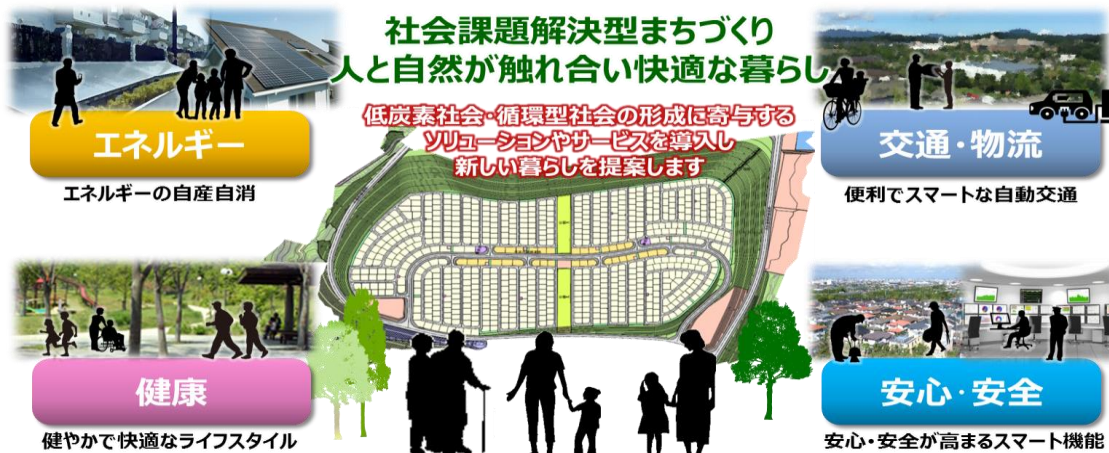 社会課題解決型まちづくり
人と自然が触れ合い快適な暮らし
低炭素社会・循環型社会の形成に寄与する
ソリューションやサービスを導入し
新しい暮らしを提案します
エネルギー
エネルギーの自産自消
交通・物流
便利でスマートな自動交通
健康
健やかで快適なライフスタイル
安心・安全
安心・安全が高まるスマート機能